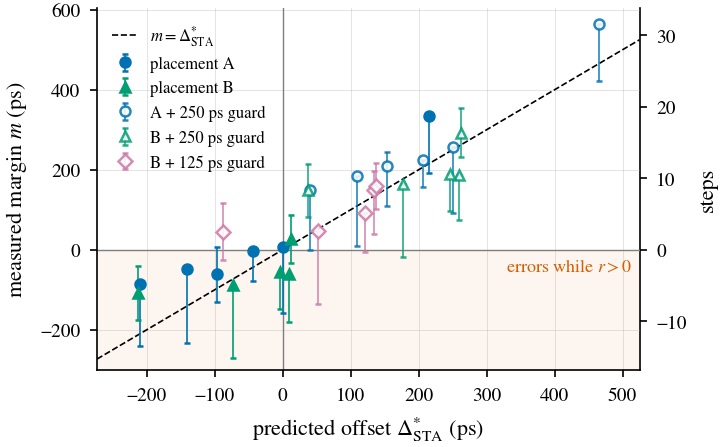 600
400
200
0
−200
measured margin m (ps)
m = Δ*STA
placement A
placement B
A + 250 ps guard
B + 250 ps guard
B + 125 ps guard
errors while r > 0
30
20
10
0
−10
steps
−200 −100 0 100 200 300 400 500
predicted offset Δ*STA (ps)